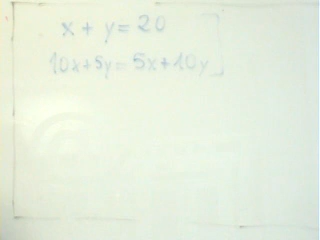 x + y = 20
10x+5y = 5x+10y